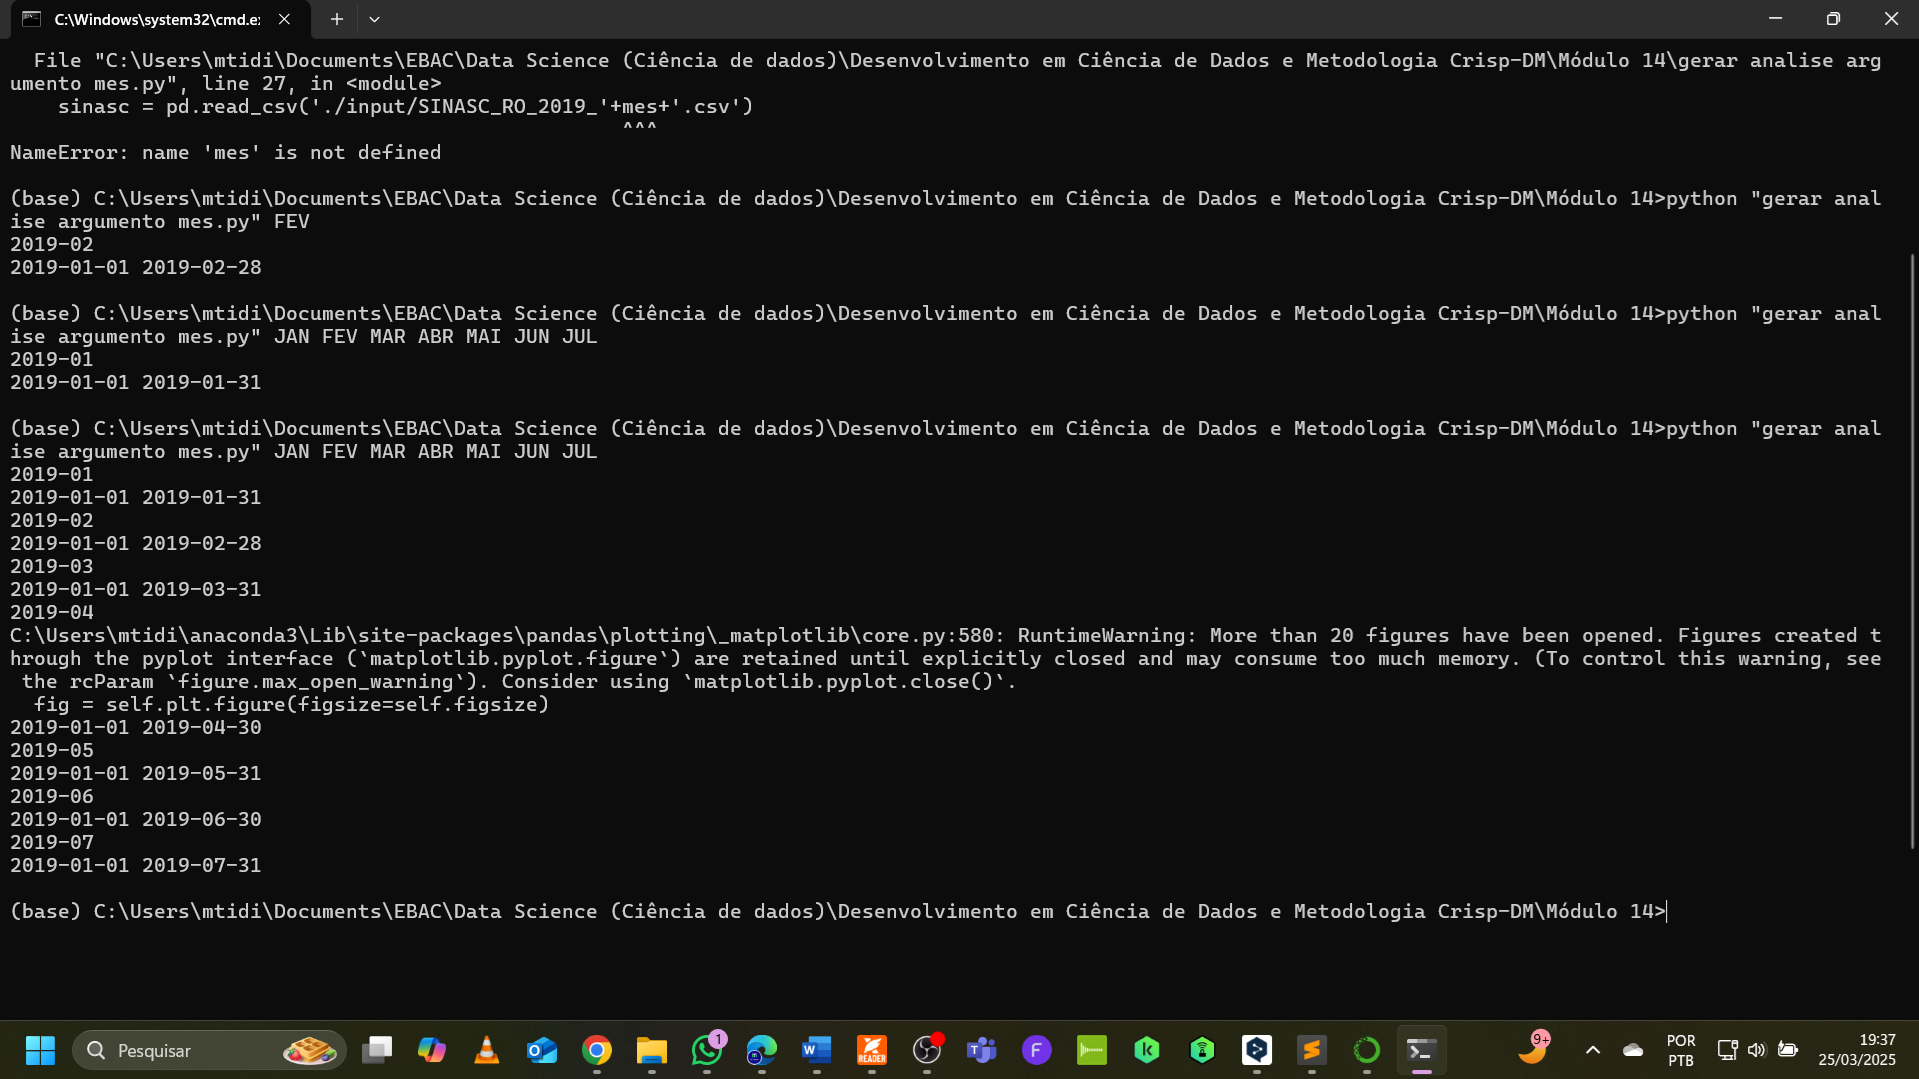 C:\Windows\system32\cmd.e:
File "C:\Users\mtidi\Documents\EBAC\Data Science (Ciência de dados)\Desenvolvimento em Ciência de Dados e Metodologia Crisp-DM\Módulo 14\gerar analise arg
umento mes.py", line 27, in <module>
sinasc = pd.read_csv('./input/SINASC_RO_2019_'+mes+'.csv')
^^^
NameError: name 'mes' is not defined
(base) C:\Users\mtidi\Documents\EBAC\Data Science (Ciência de dados)\Desenvolvimento em Ciência de Dados e Metodologia Crisp-DM\Módulo 14>python "gerar anal
ise argumento mes.py" FEV
2019-02
2019-01-01 2019-02-28
(base) C:\Users\mtidi\Documents\EBAC\Data Science (Ciência de dados)\Desenvolvimento em Ciência de Dados e Metodologia Crisp-DM\Módulo 14>python "gerar anal
ise argumento mes.py" JAN FEV MAR ABR MAI JUN JUL
2019-01
2019-01-01 2019-01-31
(base) C:\Users\mtidi\Documents\EBAC\Data Science (Ciência de dados)\Desenvolvimento em Ciência de Dados e Metodologia Crisp-DM\Módulo 14>python "gerar anal
ise argumento mes.py" JAN FEV MAR ABR MAI JUN JUL
2019-01
2019-01-01 2019-01-31
2019-02
2019-01-01 2019-02-28
2019-03
2019-01-01 2019-03-31
2019-04
C:\Users\mtidi\anaconda3\Lib\site-packages\pandas\plotting\_matplotlib\core.py:580: RuntimeWarning: More than 20 figures have been opened. Figures created t
hrough the pyplot interface (`matplotlib.pyplot.figure`) are retained until explicitly closed and may consume too much memory. (To control this warning, see
the rcParam `figure.max_open_warning`). Consider using `matplotlib.pyplot.close()`.
fig = self.plt.figure(figsize=self.figsize)
2019-01-01 2019-04-30
2019-05
2019-01-01 2019-05-31
2019-06
2019-01-01 2019-06-30
2019-07
2019-01-01 2019-07-31
(base) C:\Users\mtidi\Documents\EBAC\Data Science (Ciência de dados)\Desenvolvimento em Ciência de Dados e Metodologia Crisp-DM\Módulo 14>
Pesquisar
1
READER
F
9+
POR
PTB
19:37
25/03/2025